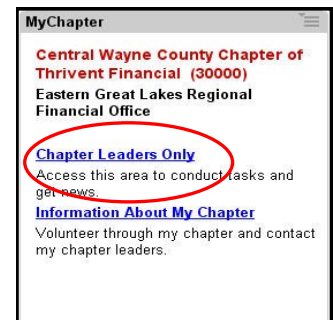 MyChapter
Central Wayne County Chapter of
Thrivent Financial (30000)
Eastern Great Lakes Regional
Financial Office
Chapter Leaders Only
Access this area to conduct tasks and
get news.
Information About My Chapter
Volunteer through my chapter and contact
my chapter leaders.